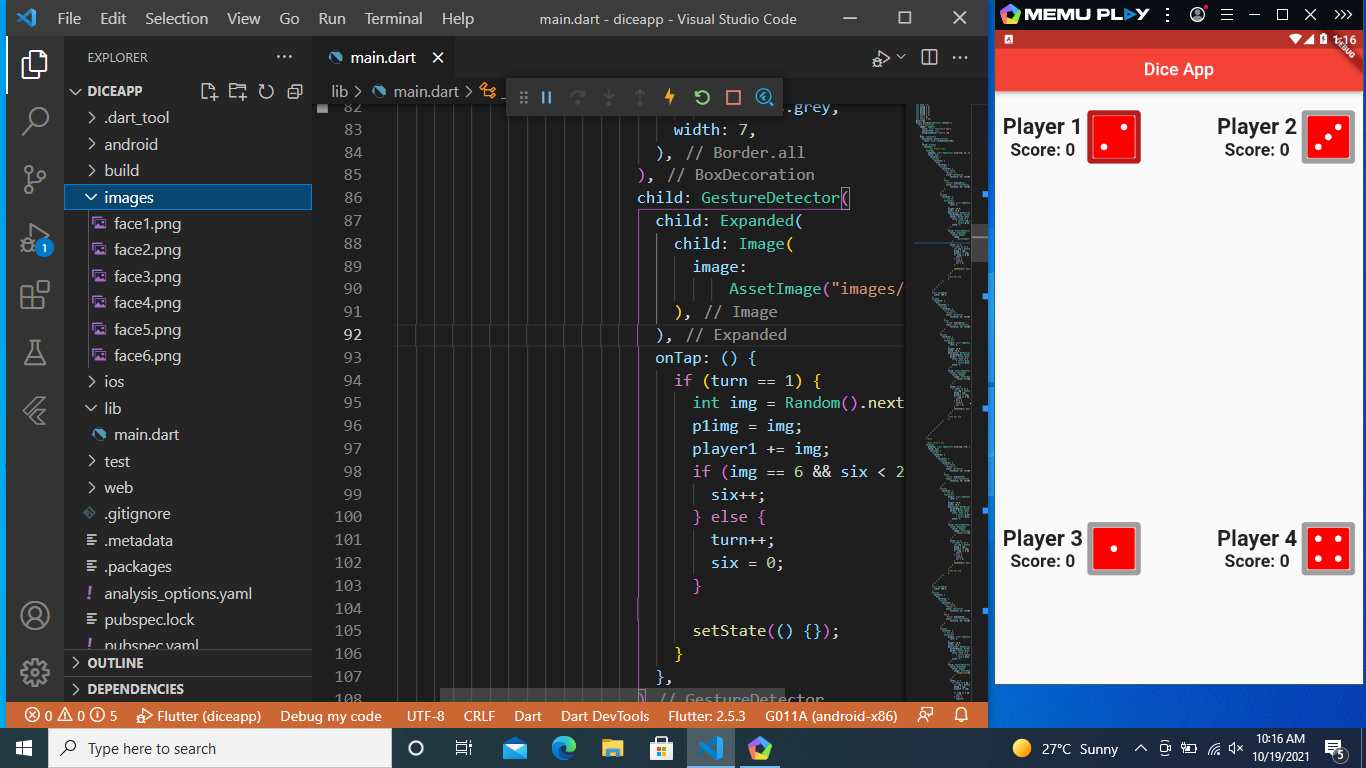 File Edit Selection View Go Run Terminal Help main.dart - diceapp - Visual Studio Code
EXPLORER
DICEAPP
.dart_tool
android
build
images
face1.png
face2.png
face3.png
face4.png
face5.png
face6.png
ios
lib
main.dart
test
web
.gitignore
.metadata
.packages
analysis_options.yaml
pubspec.lock
pubspec.yaml
OUTLINE
DEPENDENCIES
1
main.dart
lib > main.dart >
82 .grey,
83 width: 7,
84 ), // Border.all
85 ), // BoxDecoration
86 child: GestureDetector(
87 child: Expanded(
88 child: Image(
89 image:
90 AssetImage("images/
91 ), // Image
92 ), // Expanded
93 onTap: () {
94 if (turn == 1) {
95 int img = Random().next
96 p1img = img;
97 player1 += img;
98 if (img == 6 && six < 2
99 six++;
100 } else {
101 turn++;
102 six = 0;
103 }
104
105 setState(() {});
106 }
107 },
108 ) // GestureDetector
0 0 5 Flutter (diceapp) Debug my code UTF-8 CRLF Dart Dart DevTools Flutter: 2.5.3 G011A (android-x86)
MEMU PLAY
DEBUG
Dice App
Player 1
Score: 0
Player 2
Score: 0
Player 3
Score: 0
Player 4
Score: 0
Type here to search
27°C Sunny
10:16 AM
10/19/2021
5